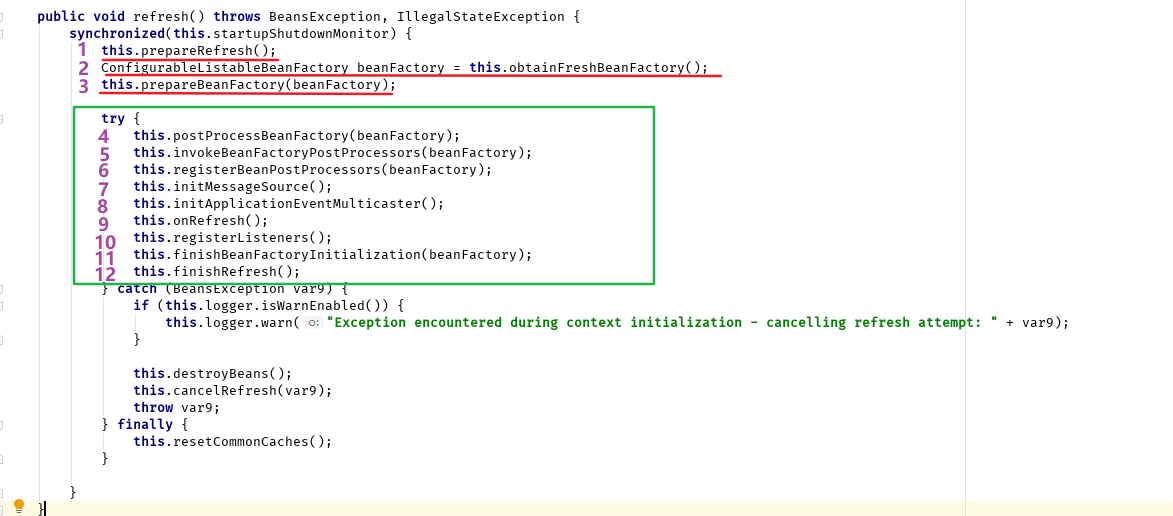 public void refresh() throws BeansException, IllegalStateException {
synchronized(this.startupShutdownMonitor) {
1 this.prepareRefresh();
2 ConfigurableListableBeanFactory beanFactory = this.obtainFreshBeanFactory();
3 this.prepareBeanFactory(beanFactory);
try {
4 this.postProcessBeanFactory(beanFactory);
5 this.invokeBeanFactoryPostProcessors(beanFactory);
6 this.registerBeanPostProcessors(beanFactory);
7 this.initMessageSource();
8 this.initApplicationEventMulticaster();
9 this.onRefresh();
10 this.registerListeners();
11 this.finishBeanFactoryInitialization(beanFactory);
12 this.finishRefresh();
} catch (BeansException var9) {
if (this.logger.isWarnEnabled()) {
this.logger.warn( o: "Exception encountered during context initialization - cancelling refresh attempt: " + var9);
}
this.destroyBeans();
this.cancelRefresh(var9);
throw var9;
} finally {
this.resetCommonCaches();
}
}
}